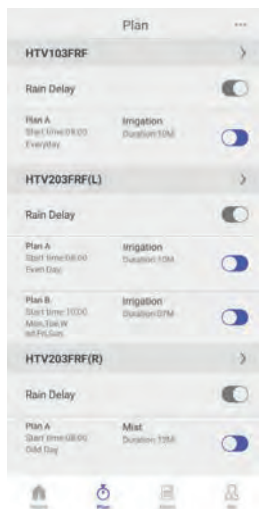 Plan
HTV103FRF
Rain Delay
Plan A
Irrigation
Start time:08:00
Duration:10M
Everyday
HTV203FRF(L)
Rain Delay
Plan A
Irrigation
Start time:08:00
Duration:10M
Even Day
Plan B
Irrigation
Start time:10:00
Duration:07M
Mon,Tue,W
ed,Fri,Sun
HTV203FRF(R)
Rain Delay
Plan A
Mist
Start time:08:00
Odd Day
Plan